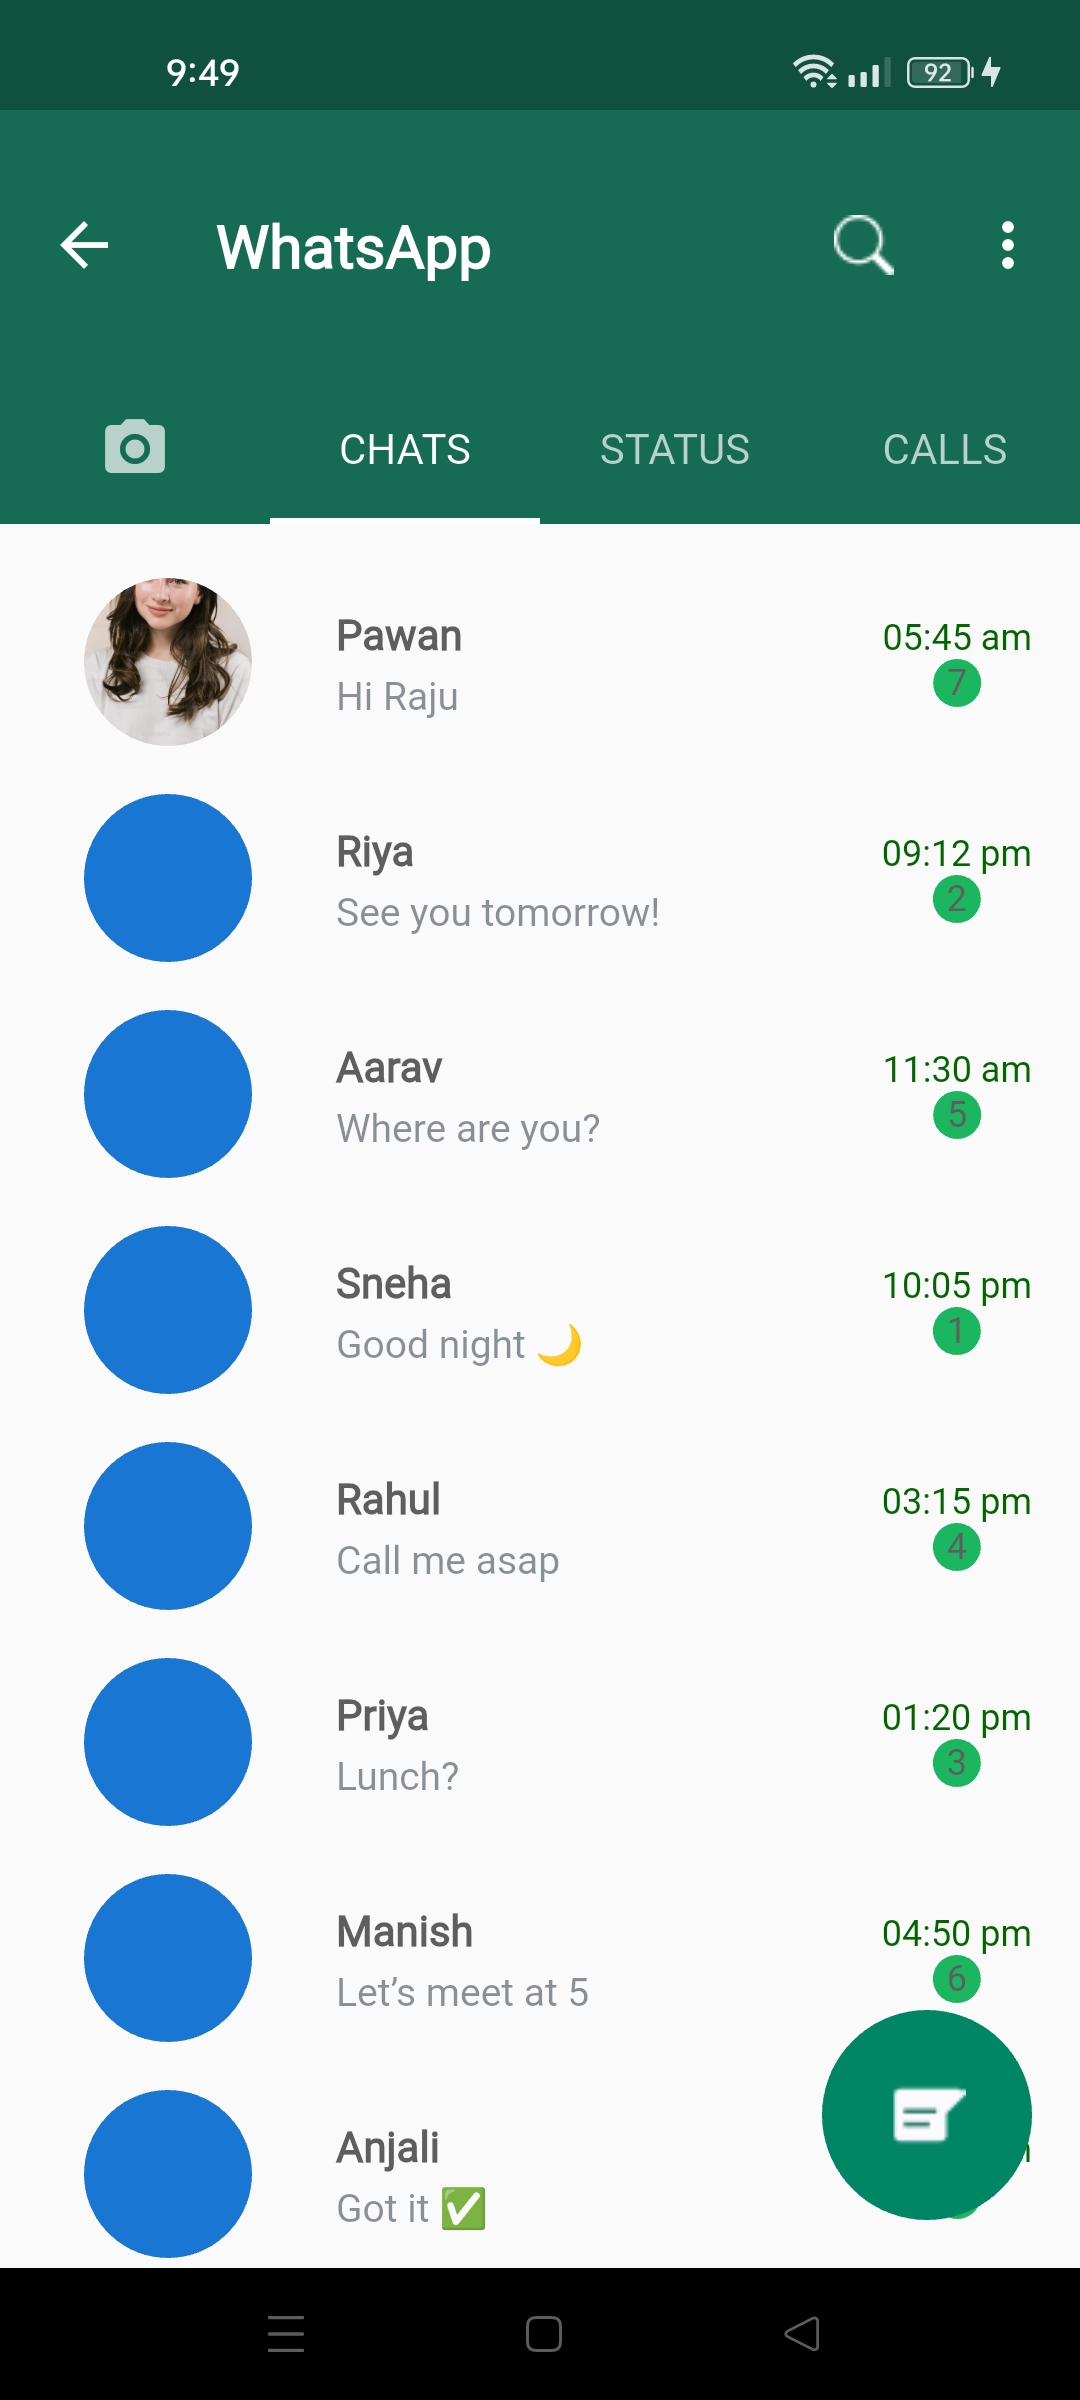 9:49
92
WhatsApp
CHATS STATUS CALLS
Pawan 05:45 am
Hi Raju 7
Riya 09:12 pm
See you tomorrow! 2
Aarav 11:30 am
Where are you? 5
Sneha 10:05 pm
Good night 🌙 1
Rahul 03:15 pm
Call me asap 4
Priya 01:20 pm
Lunch? 3
Manish 04:50 pm
Let’s meet at 5 6
Anjali
Got it ✅